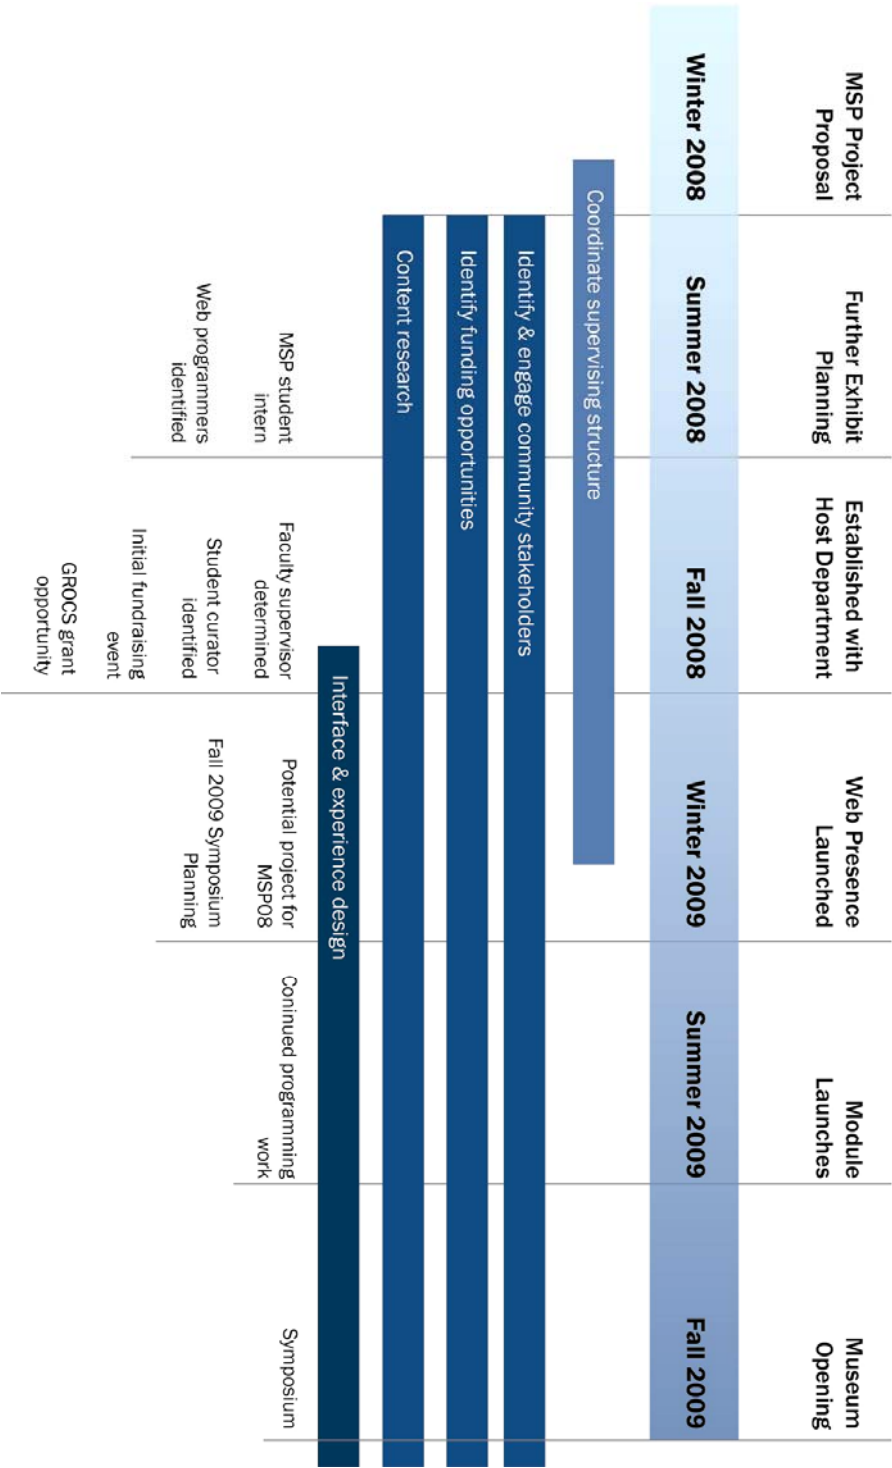 MSP Project
Proposal
Further Exhibit
Planning
Established with
Host Department
Web Presence
Launched
Module
Launches
Museum
Opening
Winter 2008
Summer 2008
Fall 2008
Winter 2009
Summer 2009
Fall 2009
Coordinate supervising structure
Identify & engage community stakeholders
Identify funding opportunities
Content research
Interface & experience design
MSP student
intern
Web programmers
identified
Faculty supervisor
determined
Student curator
identified
Initial fundraising
event
GROCS grant
opportunity
Potential project for
MSP08
Fall 2009 Symposium
Planning
Coninued programming
work
Symposium